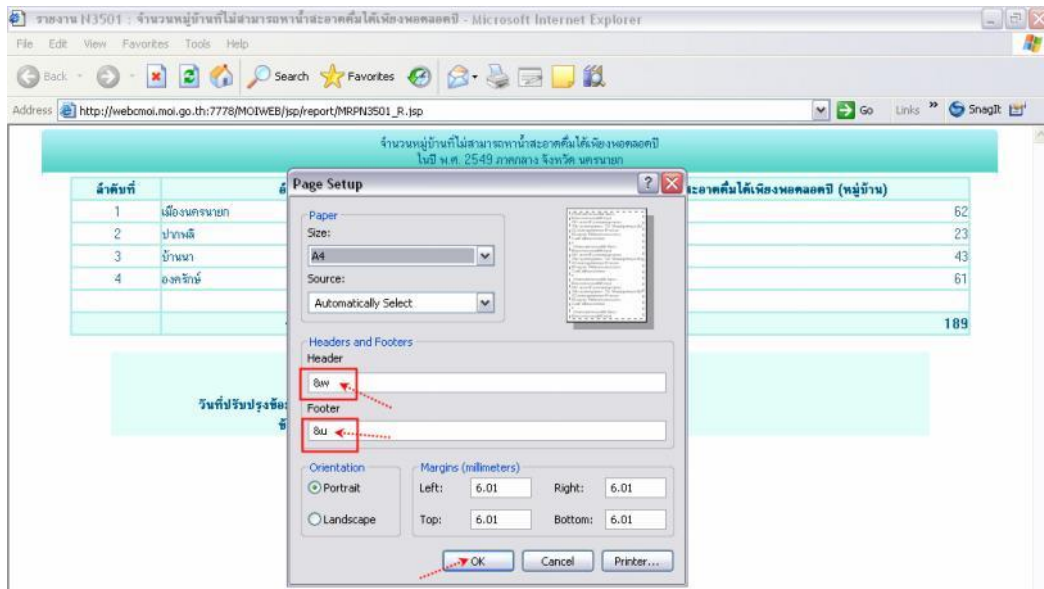 รายงาน N3501 : จำนวนหมู่บ้านที่ไม่สามารถหาน้ำสะอาดดื่มได้เพียงพอตลอดปี - Microsoft Internet Explorer
File Edit View Favorites Tools Help
Back Search Favorites
Address http://webcmoi.moi.go.th:7778/MOIWEB/jsp/report/MRPN3501_R.jsp Go Links » SnagIt
จำนวนหมู่บ้านที่ไม่สามารถหาน้ำสะอาดดื่มได้เพียงพอตลอดปี
ในปี พ.ศ. 2549 ภาคกลาง จังหวัด นครนายก
ลำดับที่ สะอาดดื่มได้เพียงพอตลอดปี (หมู่บ้าน)
1 เมืองนครนายก 62
2 ปากพลี 23
3 บ้านนา 43
4 องครักษ์ 61
189
วันที่ปรับปรุงข้อ
Page Setup
Paper
Size:
A4
Source:
Automatically Select
Headers and Footers
Header
&w
Footer
&u
Orientation Margins (millimeters)
Portrait Left: 6.01 Right: 6.01
Landscape Top: 6.01 Bottom: 6.01
OK Cancel Printer...